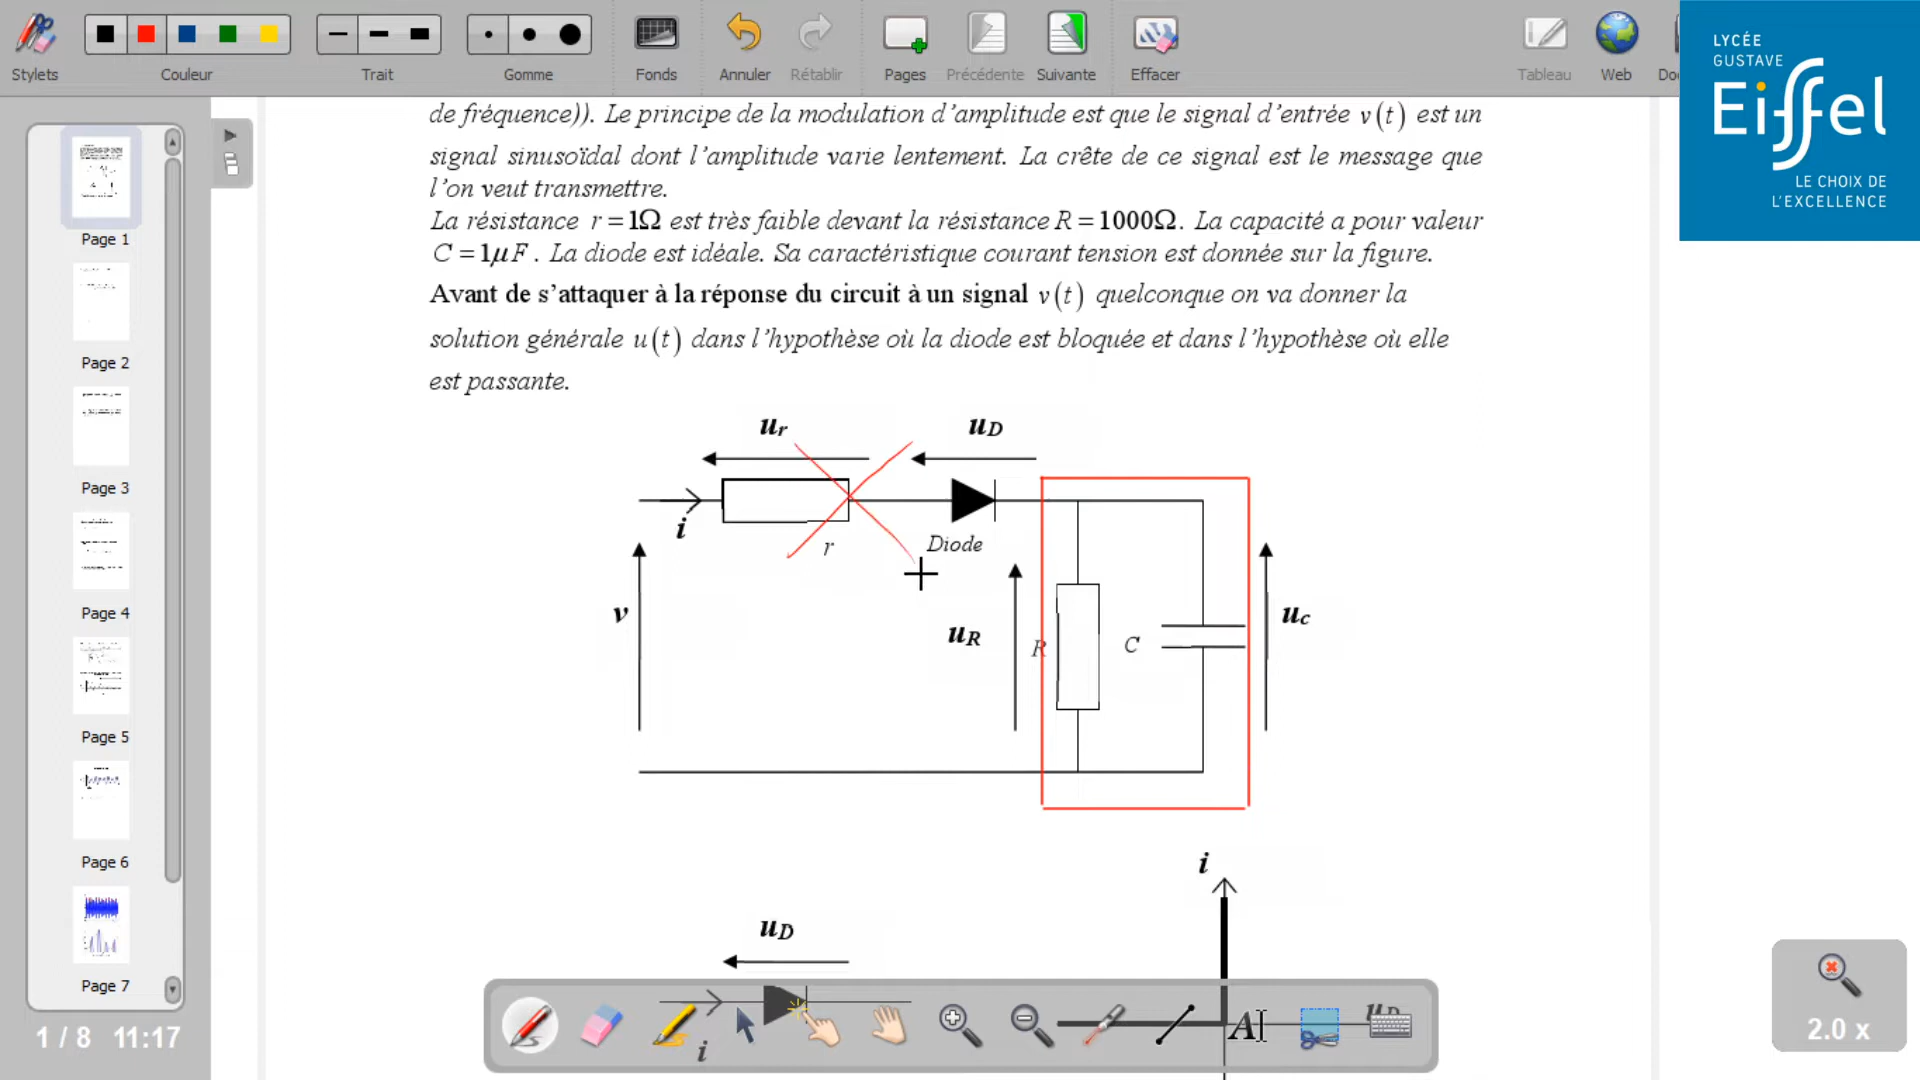 Stylets
Couleur
Trait
Gomme
Fonds
Annuler
Rétablir
Pages
Précédente
Suivante
Effacer
Tableau
Web
LYCÉE
GUSTAVE
Eiffel
LE CHOIX DE
L'EXCELLENCE
Page 1
Page 2
Page 3
Page 4
Page 5
Page 6
Page 7
1 / 8 11:17
de fréquence)). Le principe de la modulation d'amplitude est que le signal d'entrée v(t) est un
signal sinusoïdal dont l'amplitude varie lentement. La crête de ce signal est le message que
l'on veut transmettre.
La résistance r = 1Ω est très faible devant la résistance R = 1000Ω. La capacité a pour valeur
C = 1μF. La diode est idéale. Sa caractéristique courant tension est donnée sur la figure.
Avant de s'attaquer à la réponse du circuit à un signal v(t) quelconque on va donner la
solution générale u(t) dans l'hypothèse où la diode est bloquée et dans l'hypothèse où elle
est passante.
ur
uD
i
r
Diode
v
uR
R
C
uc
i
uD
i
uD
A
2.0 x